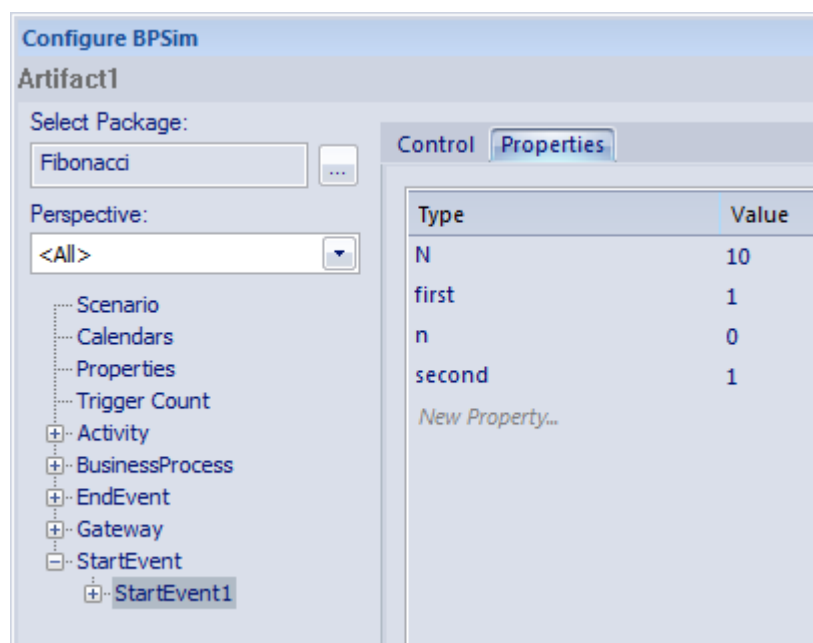 Configure BPSim
Artifact1
Select Package:
Fibonacci
...
Perspective:
<All>
Scenario
Calendars
Properties
Trigger Count
Activity
BusinessProcess
EndEvent
Gateway
StartEvent
StartEvent1
Control Properties
Type Value
N 10
first 1
n 0
second 1
New Property...